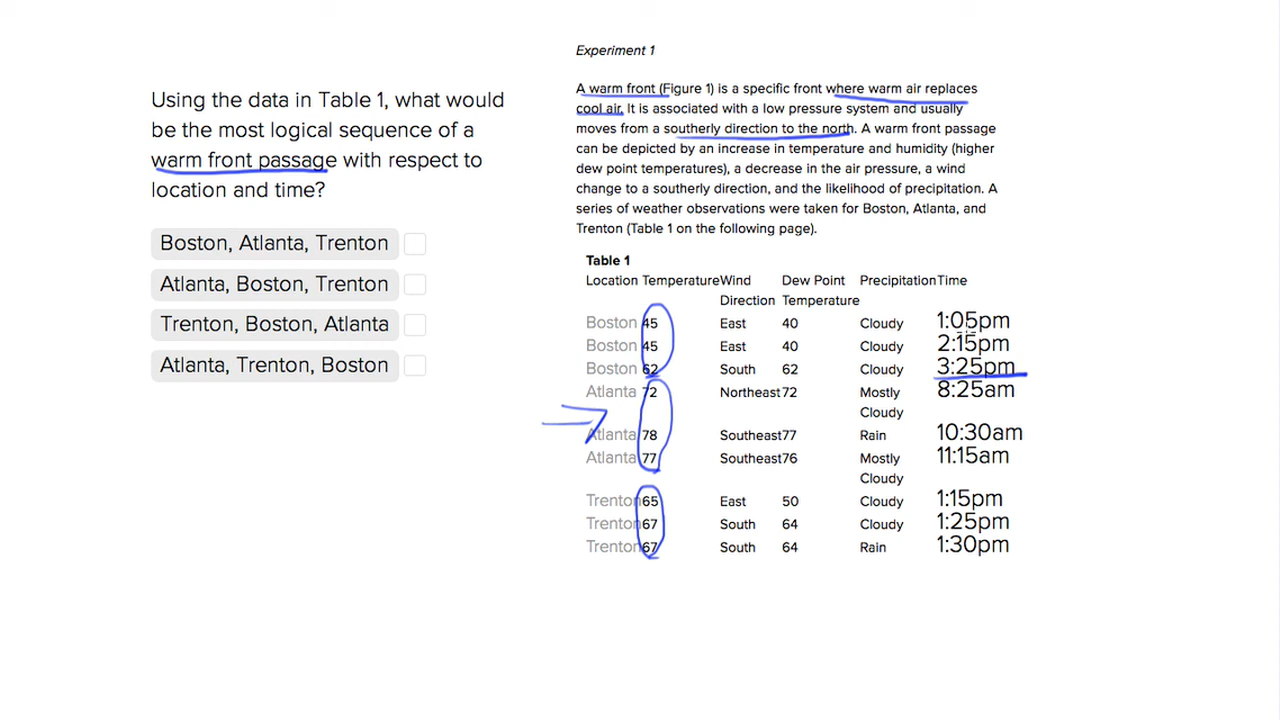 Using the data in Table 1, what would
be the most logical sequence of a
warm front passage with respect to
location and time?
Boston, Atlanta, Trenton
Atlanta, Boston, Trenton
Trenton, Boston, Atlanta
Atlanta, Trenton, Boston
Experiment 1
A warm front (Figure 1) is a specific front where warm air replaces
cool air. It is associated with a low pressure system and usually
moves from a southerly direction to the north. A warm front passage
can be depicted by an increase in temperature and humidity (higher
dew point temperatures), a decrease in the air pressure, a wind
change to a southerly direction, and the likelihood of precipitation. A
series of weather observations were taken for Boston, Atlanta, and
Trenton (Table 1 on the following page).
Table 1
Location Temperature Wind Dew Point Precipitation Time
Direction Temperature
Boston 45 East 40 Cloudy 1:05pm
Boston 45 East 40 Cloudy 2:15pm
Boston 62 South 62 Cloudy 3:25pm
Atlanta 72 Northeast 72 Mostly 8:25am
Cloudy
Atlanta 78 Southeast 77 Rain 10:30am
Atlanta 77 Southeast 76 Mostly 11:15am
Cloudy
Trenton 65 East 50 Cloudy 1:15pm
Trenton 67 South 64 Cloudy 1:25pm
Trenton 67 South 64 Rain 1:30pm